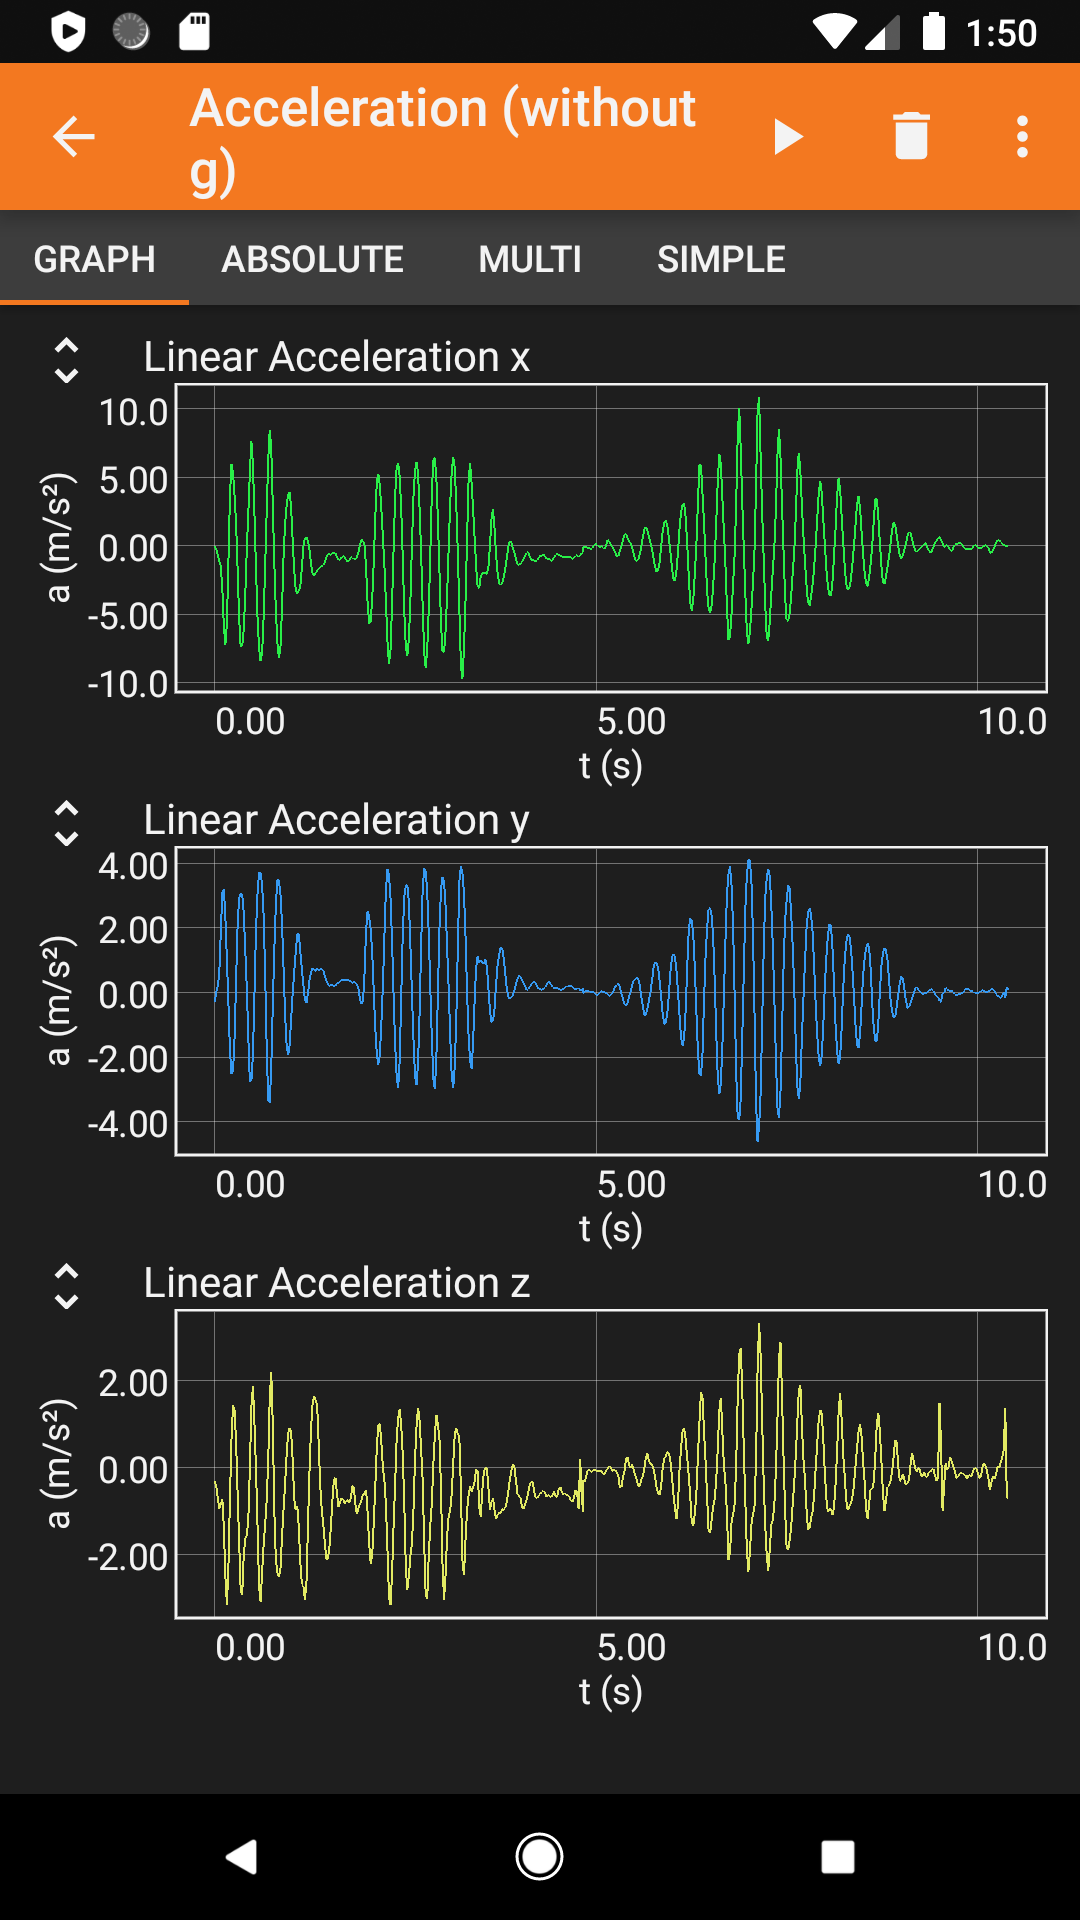 1:50
Acceleration (without
g)
GRAPH ABSOLUTE MULTI SIMPLE
Linear Acceleration x
10.0
5.00
0.00
-5.00
-10.0
a (m/s²)
0.00 5.00 10.0
t (s)
Linear Acceleration y
4.00
2.00
0.00
-2.00
-4.00
a (m/s²)
0.00 5.00 10.0
t (s)
Linear Acceleration z
2.00
0.00
-2.00
a (m/s²)
0.00 5.00 10.0
t (s)